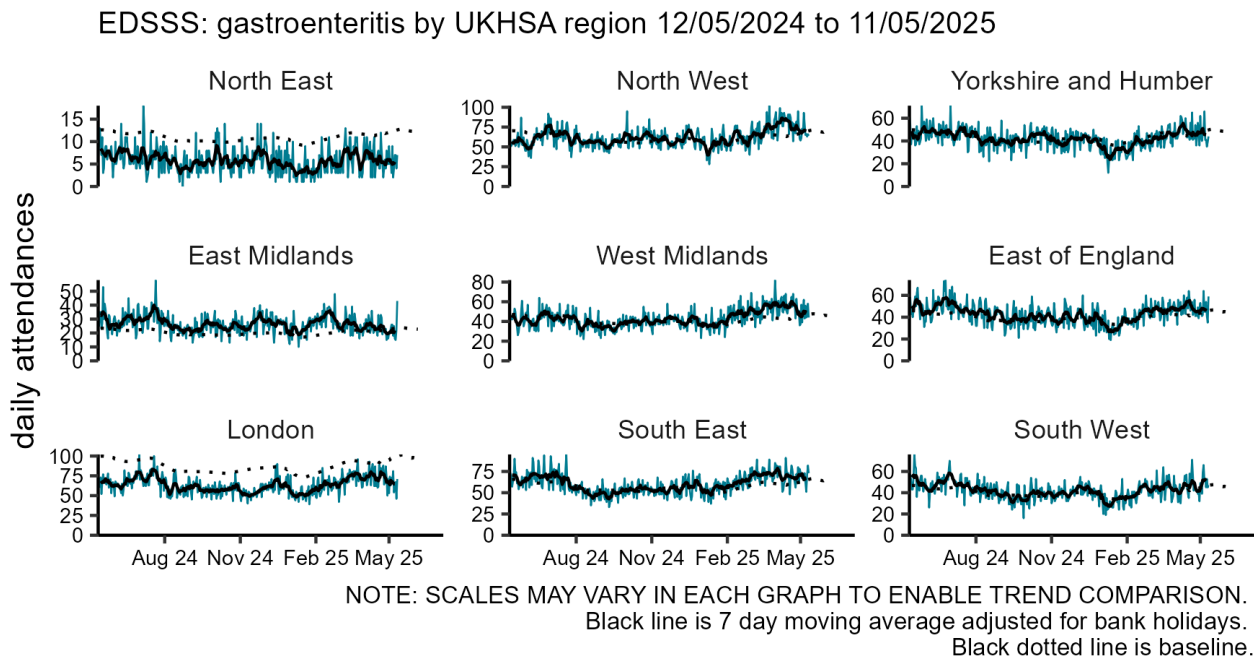 EDSSS: gastroenteritis by UKHSA region 12/05/2024 to 11/05/2025
daily attendances
North East
15
10
5
0
North West
100
75
50
25
0
Yorkshire and Humber
60
40
20
0
East Midlands
50
40
30
20
10
0
West Midlands
80
60
40
20
0
East of England
60
40
20
0
London
100
75
50
25
0
South East
75
50
25
0
South West
60
40
20
0
Aug 24 Nov 24 Feb 25 May 25
Aug 24 Nov 24 Feb 25 May 25
Aug 24 Nov 24 Feb 25 May 25
NOTE: SCALES MAY VARY IN EACH GRAPH TO ENABLE TREND COMPARISON.
Black line is 7 day moving average adjusted for bank holidays.
Black dotted line is baseline.